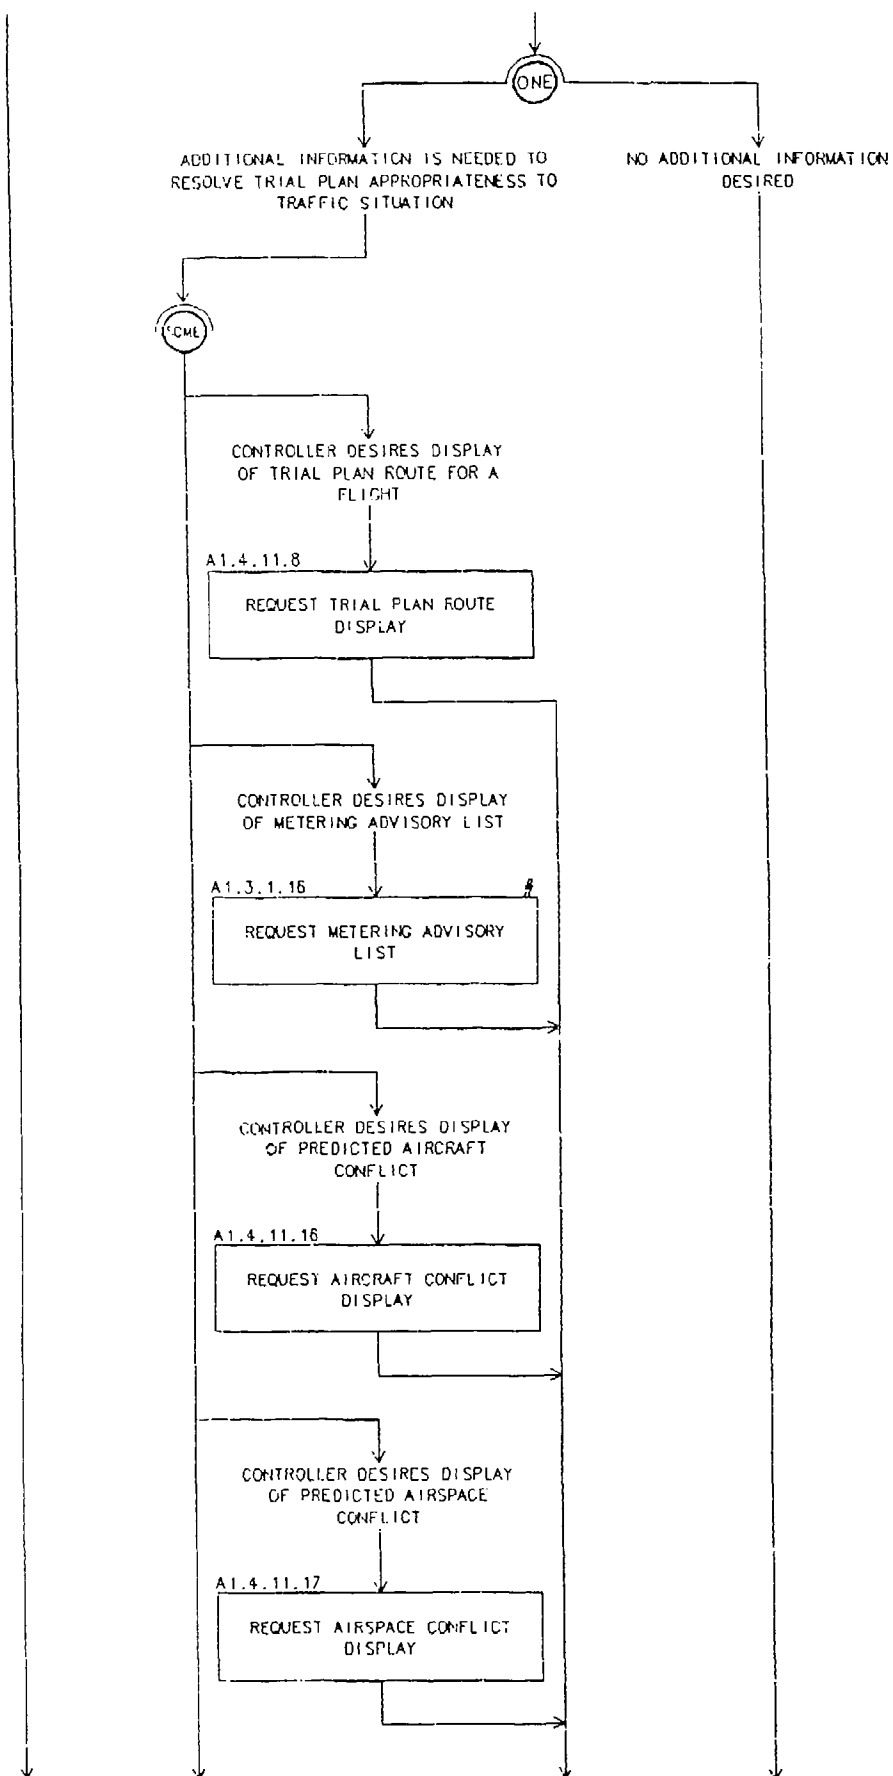 ONE
ADDITIONAL INFORMATION IS NEEDED TO
RESOLVE TRIAL PLAN APPROPRIATENESS TO
TRAFFIC SITUATION
NO ADDITIONAL INFORMATION
DESIRED
SOME
CONTROLLER DESIRES DISPLAY
OF TRIAL PLAN ROUTE FOR A
FLIGHT
A1.4.11.8
REQUEST TRIAL PLAN ROUTE
DISPLAY
CONTROLLER DESIRES DISPLAY
OF METERING ADVISORY LIST
A1.3.1.16
REQUEST METERING ADVISORY
LIST
CONTROLLER DESIRES DISPLAY
OF PREDICTED AIRCRAFT
CONFLICT
A1.4.11.16
REQUEST AIRCRAFT CONFLICT
DISPLAY
CONTROLLER DESIRES DISPLAY
OF PREDICTED AIRSPACE
CONFLICT
A1.4.11.17
REQUEST AIRSPACE CONFLICT
DISPLAY